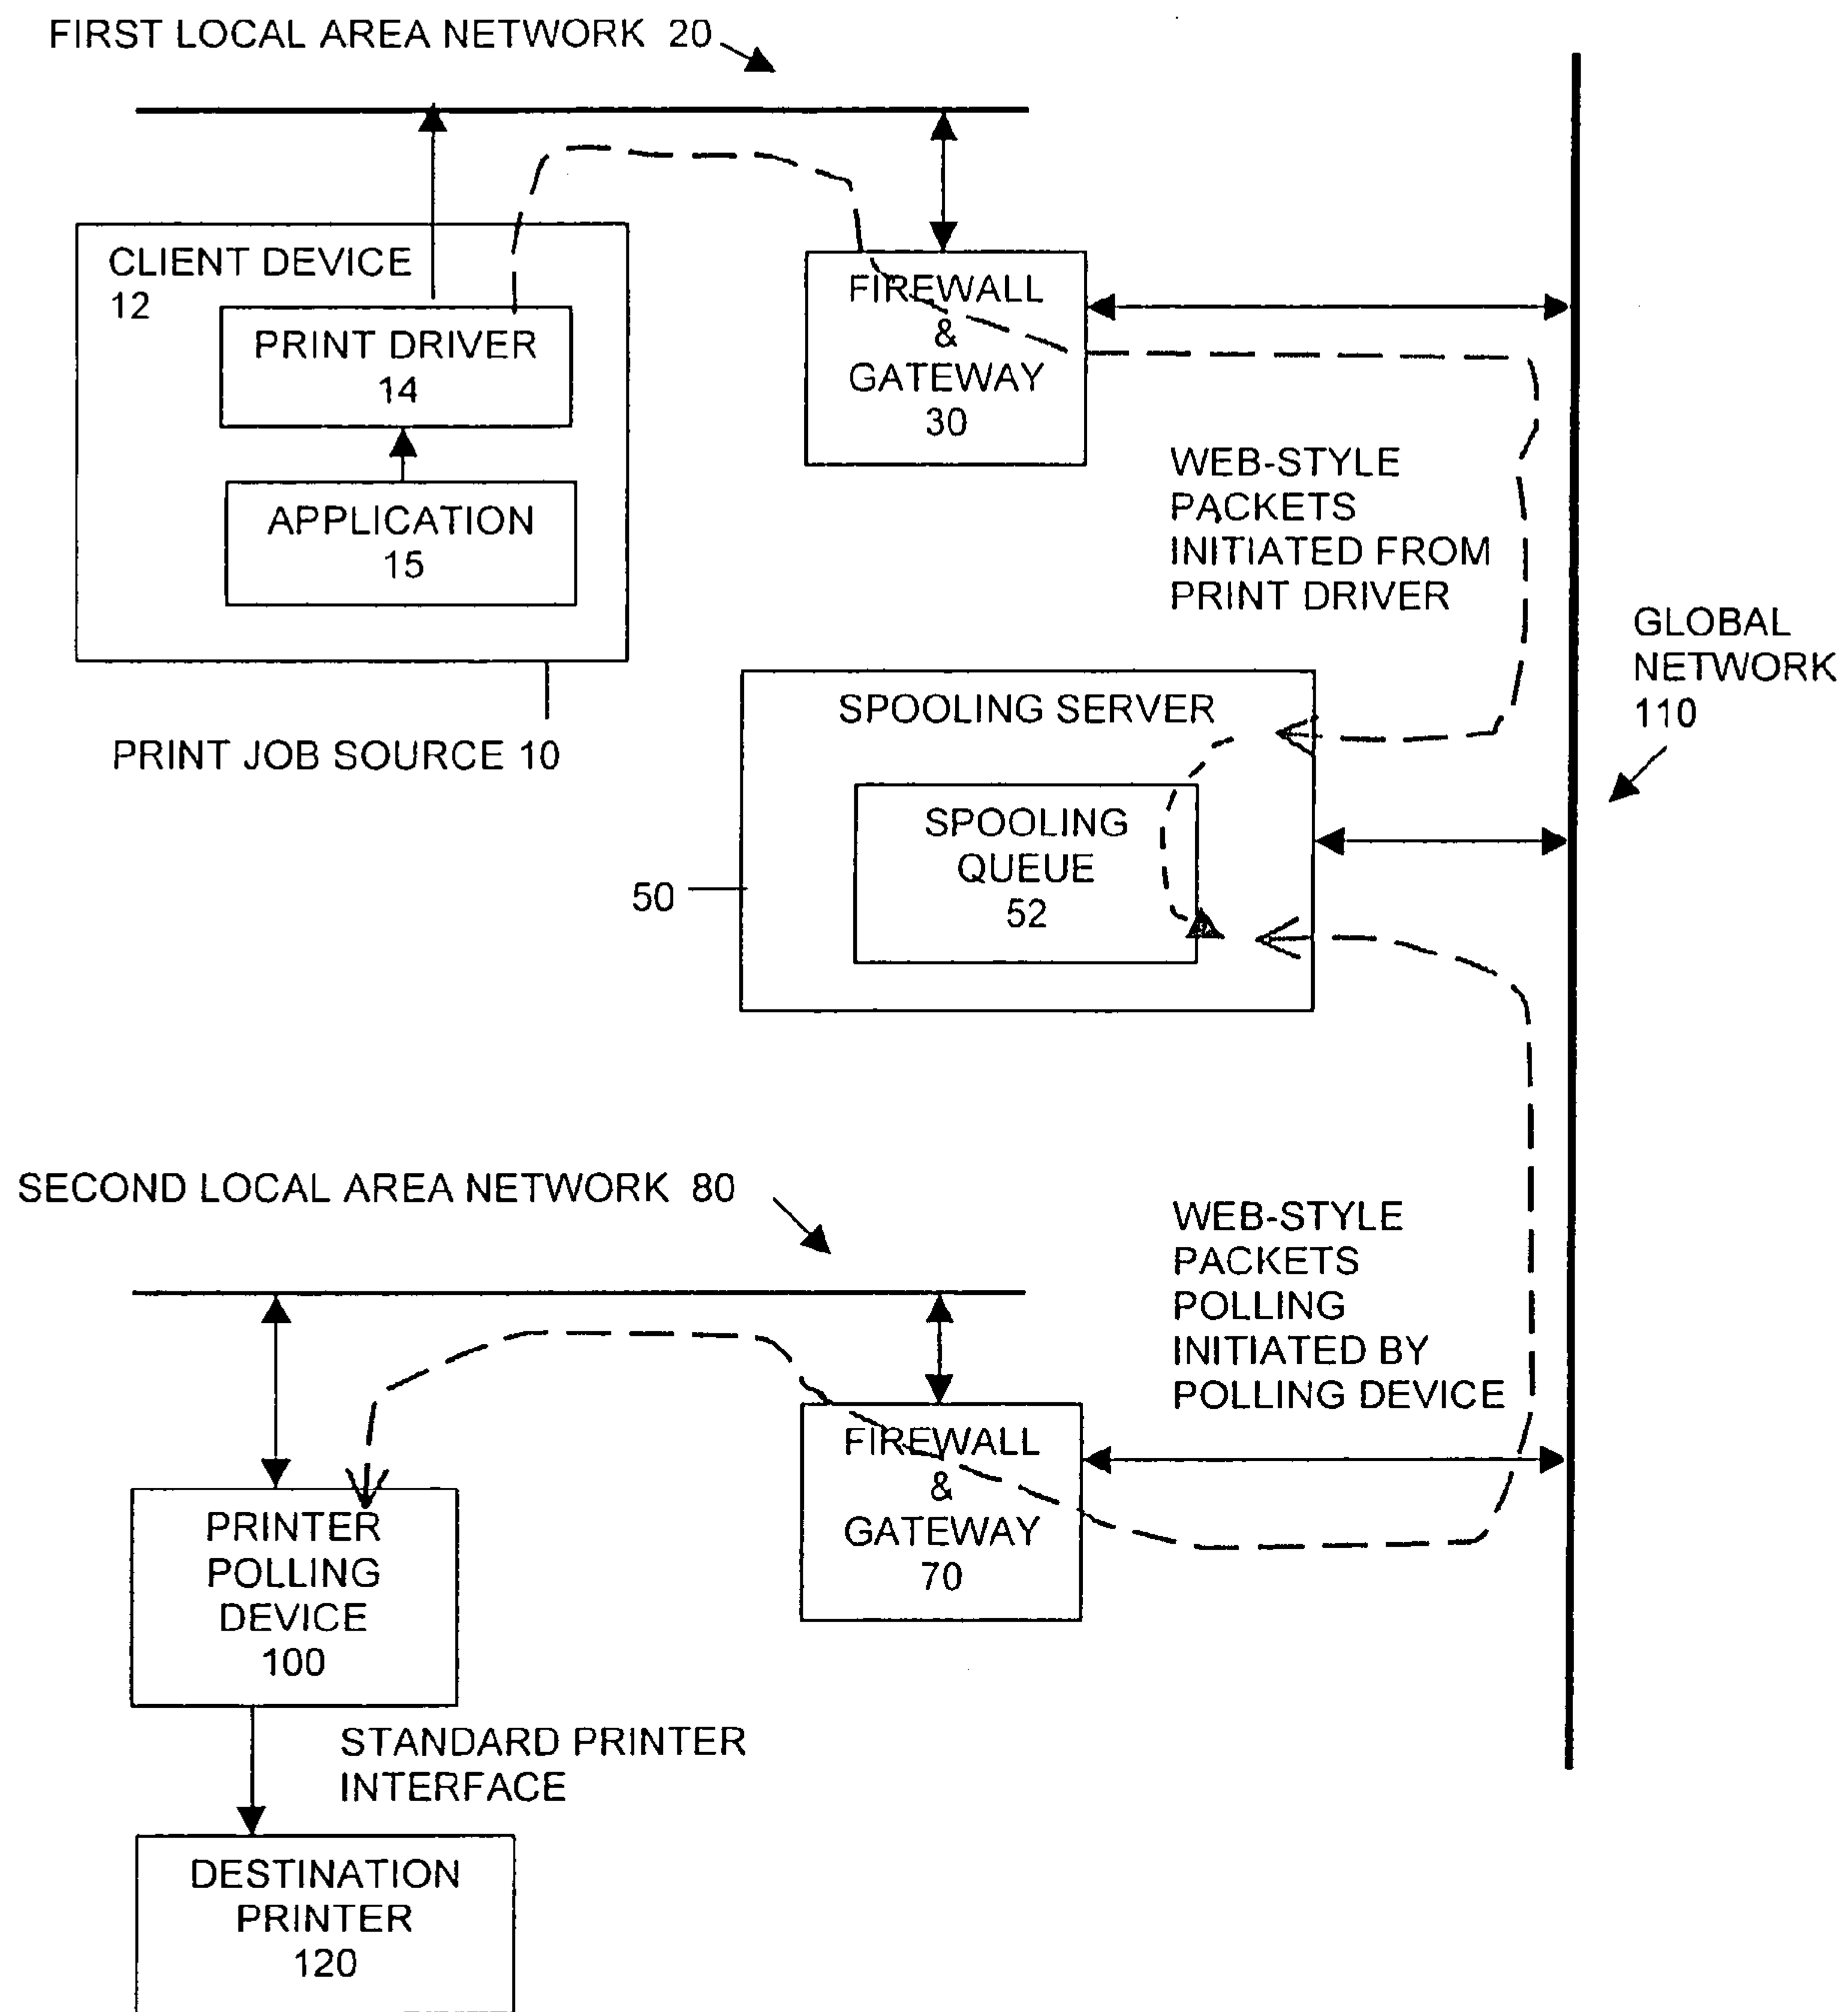 FIRST LOCAL AREA NETWORK 20
CLIENT DEVICE
12
PRINT DRIVER
14
APPLICATION
15
PRINT JOB SOURCE 10
FIREWALL
&
GATEWAY
30
WEB-STYLE
PACKETS
INITIATED FROM
PRINT DRIVER
GLOBAL
NETWORK
110
SPOOLING SERVER
SPOOLING
QUEUE
52
50
SECOND LOCAL AREA NETWORK 80
WEB-STYLE
PACKETS
POLLING
INITIATED BY
POLLING DEVICE
FIREWALL
&
GATEWAY
70
PRINTER
POLLING
DEVICE
100
STANDARD PRINTER
INTERFACE
DESTINATION
PRINTER
120